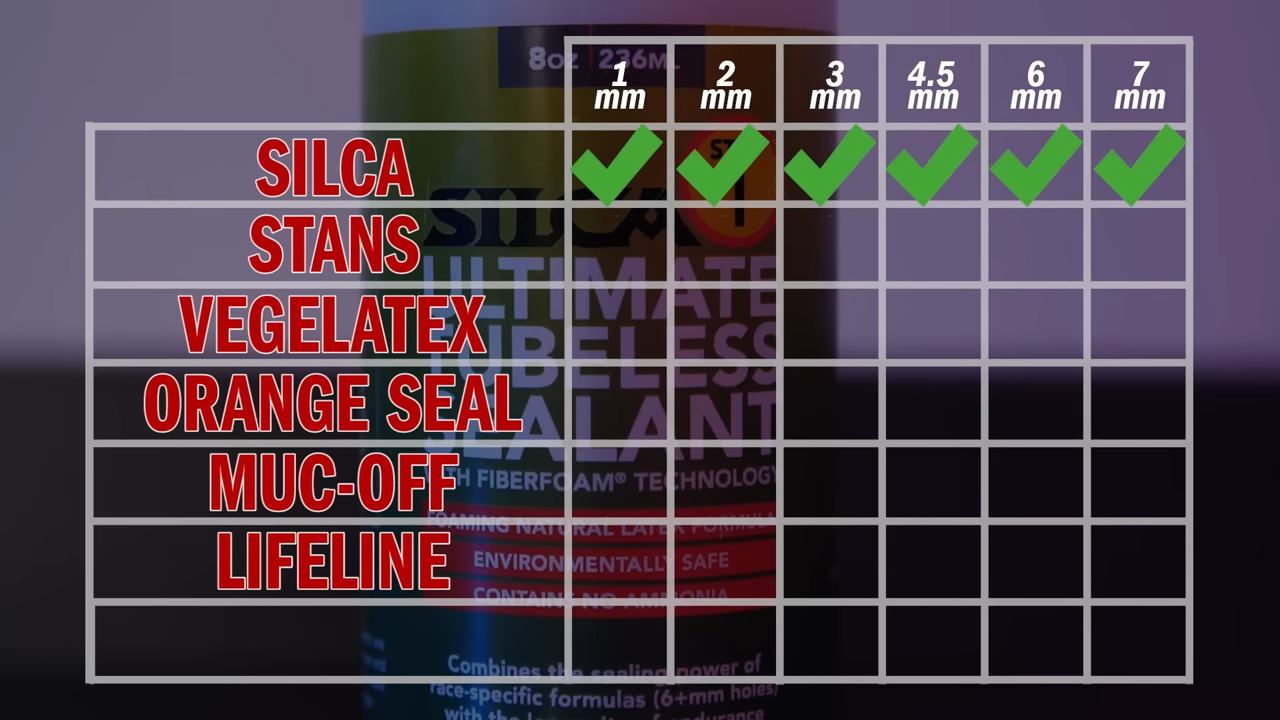 8OZ 236ML
1 mm 2 mm 3 mm 4.5 mm 6 mm 7 mm
SILCA
STANS
VEGELATEX
ORANGE SEAL
MUC-OFF
LIFELINE
SILCA
ULTIMATE
TUBELESS
SEALANT
WITH FIBERFOAM® TECHNOLOGY
FOAMING NATURAL LATEX FORMULA
ENVIRONMENTALLY SAFE
CONTAINS NO AMMONIA
Combines the sealing power of
race-specific formulas (6+mm holes)